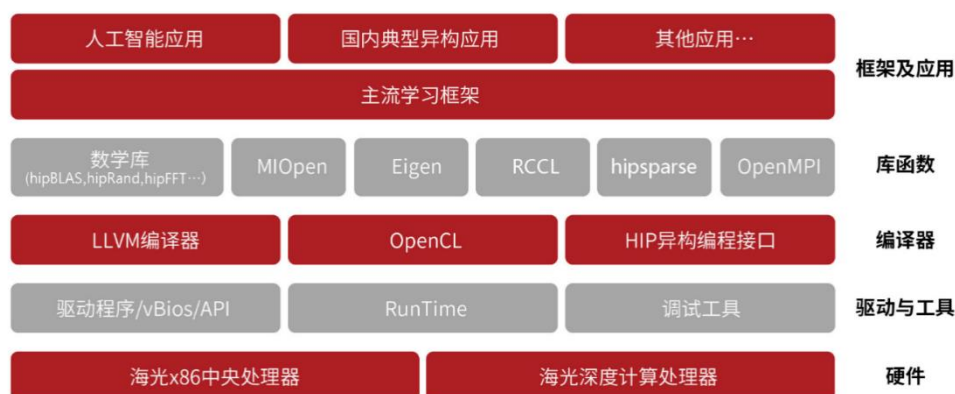 人工智能应用
国内典型异构应用
其他应用…
框架及应用
主流学习框架
数学库
(hipBLAS,hipRand,hipFFT…)
MIOpen
Eigen
RCCL
hipsparse
OpenMPI
库函数
LLVM编译器
OpenCL
HIP异构编程接口
编译器
驱动程序/vBios/API
RunTime
调试工具
驱动与工具
海光x86中央处理器
海光深度计算处理器
硬件